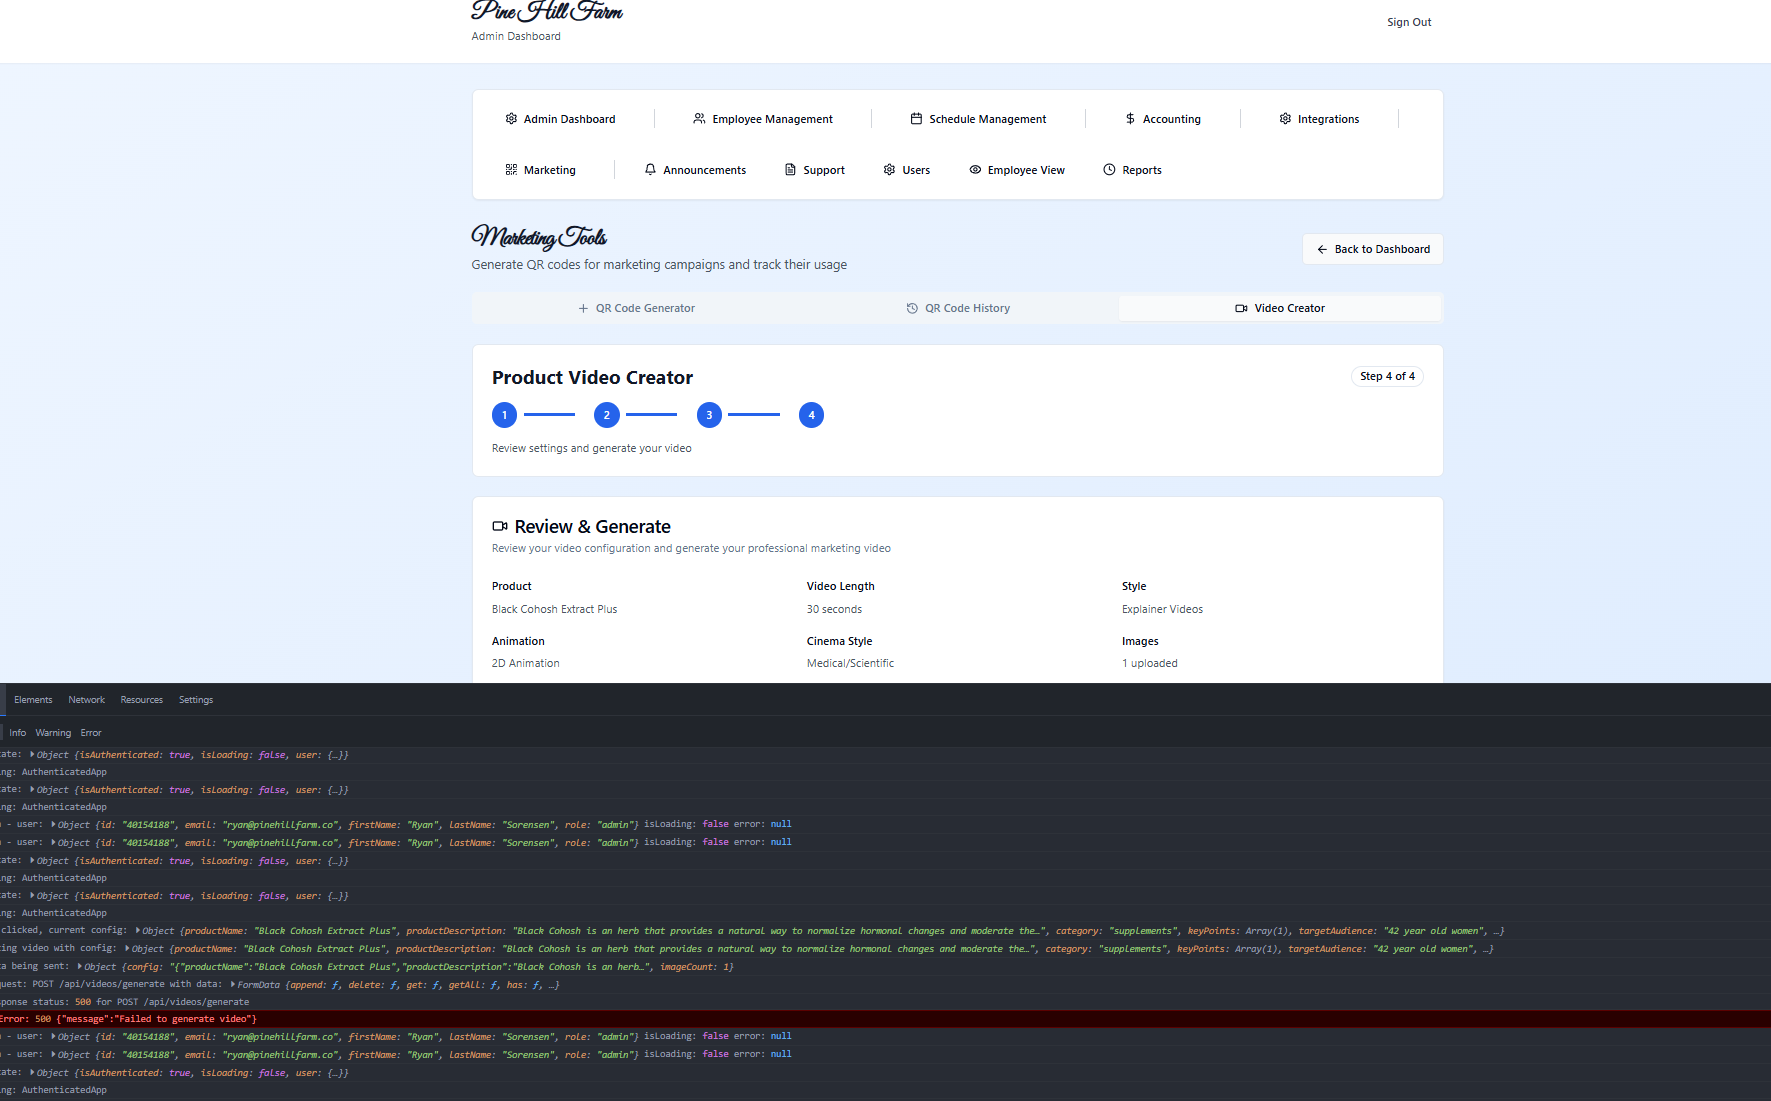 Pine Hill Farm
Admin Dashboard
Sign Out
Admin Dashboard
Employee Management
Schedule Management
Accounting
Integrations
Marketing
Announcements
Support
Users
Employee View
Reports
Marketing Tools
Generate QR codes for marketing campaigns and track their usage
Back to Dashboard
QR Code Generator
QR Code History
Video Creator
Product Video Creator
Step 4 of 4
1 2 3 4
Review settings and generate your video
Review & Generate
Review your video configuration and generate your professional marketing video
Product
Black Cohosh Extract Plus
Video Length
30 seconds
Style
Explainer Videos
Animation
2D Animation
Cinema Style
Medical/Scientific
Images
1 uploaded
Elements Network Resources Settings
Info Warning Error
ate: Object {isAuthenticated: true, isLoading: false, user: {…}}
ng: AuthenticatedApp
ate: Object {isAuthenticated: true, isLoading: false, user: {…}}
ng: AuthenticatedApp
- user: Object {id: "40154188", email: "ryan@pinehillfarm.co", firstName: "Ryan", lastName: "Sorensen", role: "admin"} isLoading: false error: null
- user: Object {id: "40154188", email: "ryan@pinehillfarm.co", firstName: "Ryan", lastName: "Sorensen", role: "admin"} isLoading: false error: null
ate: Object {isAuthenticated: true, isLoading: false, user: {…}}
ng: AuthenticatedApp
ate: Object {isAuthenticated: true, isLoading: false, user: {…}}
ng: AuthenticatedApp
clicked, current config: Object {productName: "Black Cohosh Extract Plus", productDescription: "Black Cohosh is an herb that provides a natural way to normalize hormonal changes and moderate the…", category: "supplements", keyPoints: Array(1), targetAudience: "42 year old women", …}
ing video with config: Object {productName: "Black Cohosh Extract Plus", productDescription: "Black Cohosh is an herb that provides a natural way to normalize hormonal changes and moderate the…", category: "supplements", keyPoints: Array(1), targetAudience: "42 year old women", …}
a being sent: Object {config: "{"productName":"Black Cohosh Extract Plus","productDescription":"Black Cohosh is an herb…", imageCount: 1}
quest: POST /api/videos/generate with data: FormData {append: ƒ, delete: ƒ, get: ƒ, getAll: ƒ, has: ƒ, …}
sponse status: 500 for POST /api/videos/generate
Error: 500 {"message":"Failed to generate video"}
- user: Object {id: "40154188", email: "ryan@pinehillfarm.co", firstName: "Ryan", lastName: "Sorensen", role: "admin"} isLoading: false error: null
- user: Object {id: "40154188", email: "ryan@pinehillfarm.co", firstName: "Ryan", lastName: "Sorensen", role: "admin"} isLoading: false error: null
ate: Object {isAuthenticated: true, isLoading: false, user: {…}}
ng: AuthenticatedApp